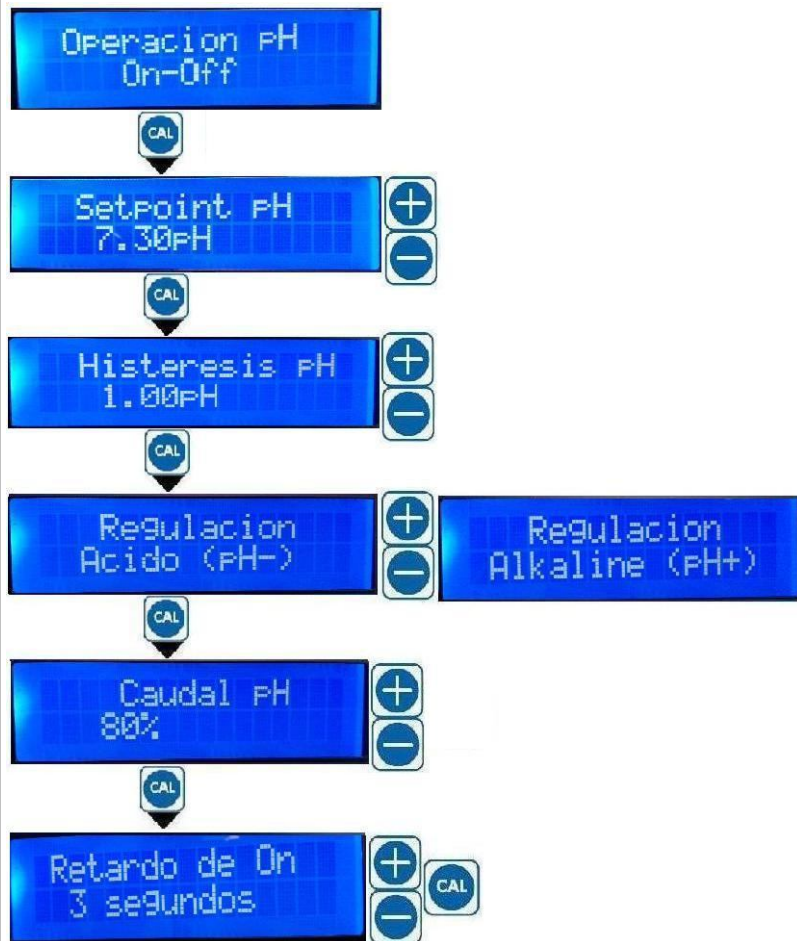 Operacion pH
On-Off
CAL
Setpoint pH
7.30pH
CAL
Histeresis pH
1.00pH
CAL
Regulacion
Acido (pH-)
Regulacion
Alkaline (pH+)
CAL
Caudal pH
80%
CAL
Retardo de On
3 segundos
CAL